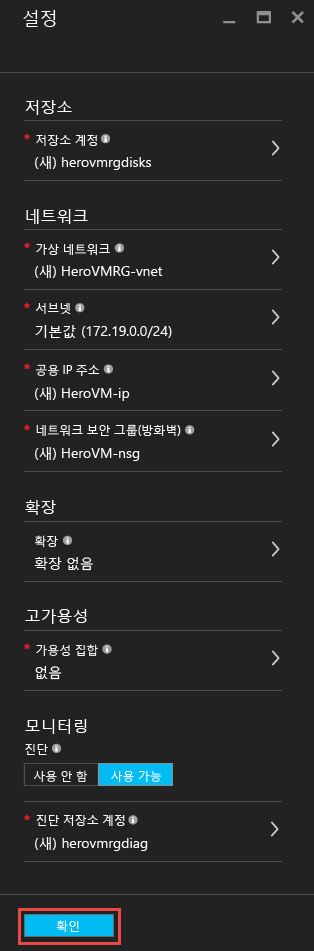 설정
저장소
* 저장소 계정
(새) herovmrgdisks
네트워크
* 가상 네트워크
(새) HeroVMRG-vnet
* 서브넷
기본값 (172.19.0.0/24)
* 공용 IP 주소
(새) HeroVM-ip
* 네트워크 보안 그룹(방화벽)
(새) HeroVM-nsg
확장
확장
확장 없음
고가용성
* 가용성 집합
없음
모니터링
진단
사용 안 함 사용 가능
* 진단 저장소 계정
(새) herovmrgdiag
확인